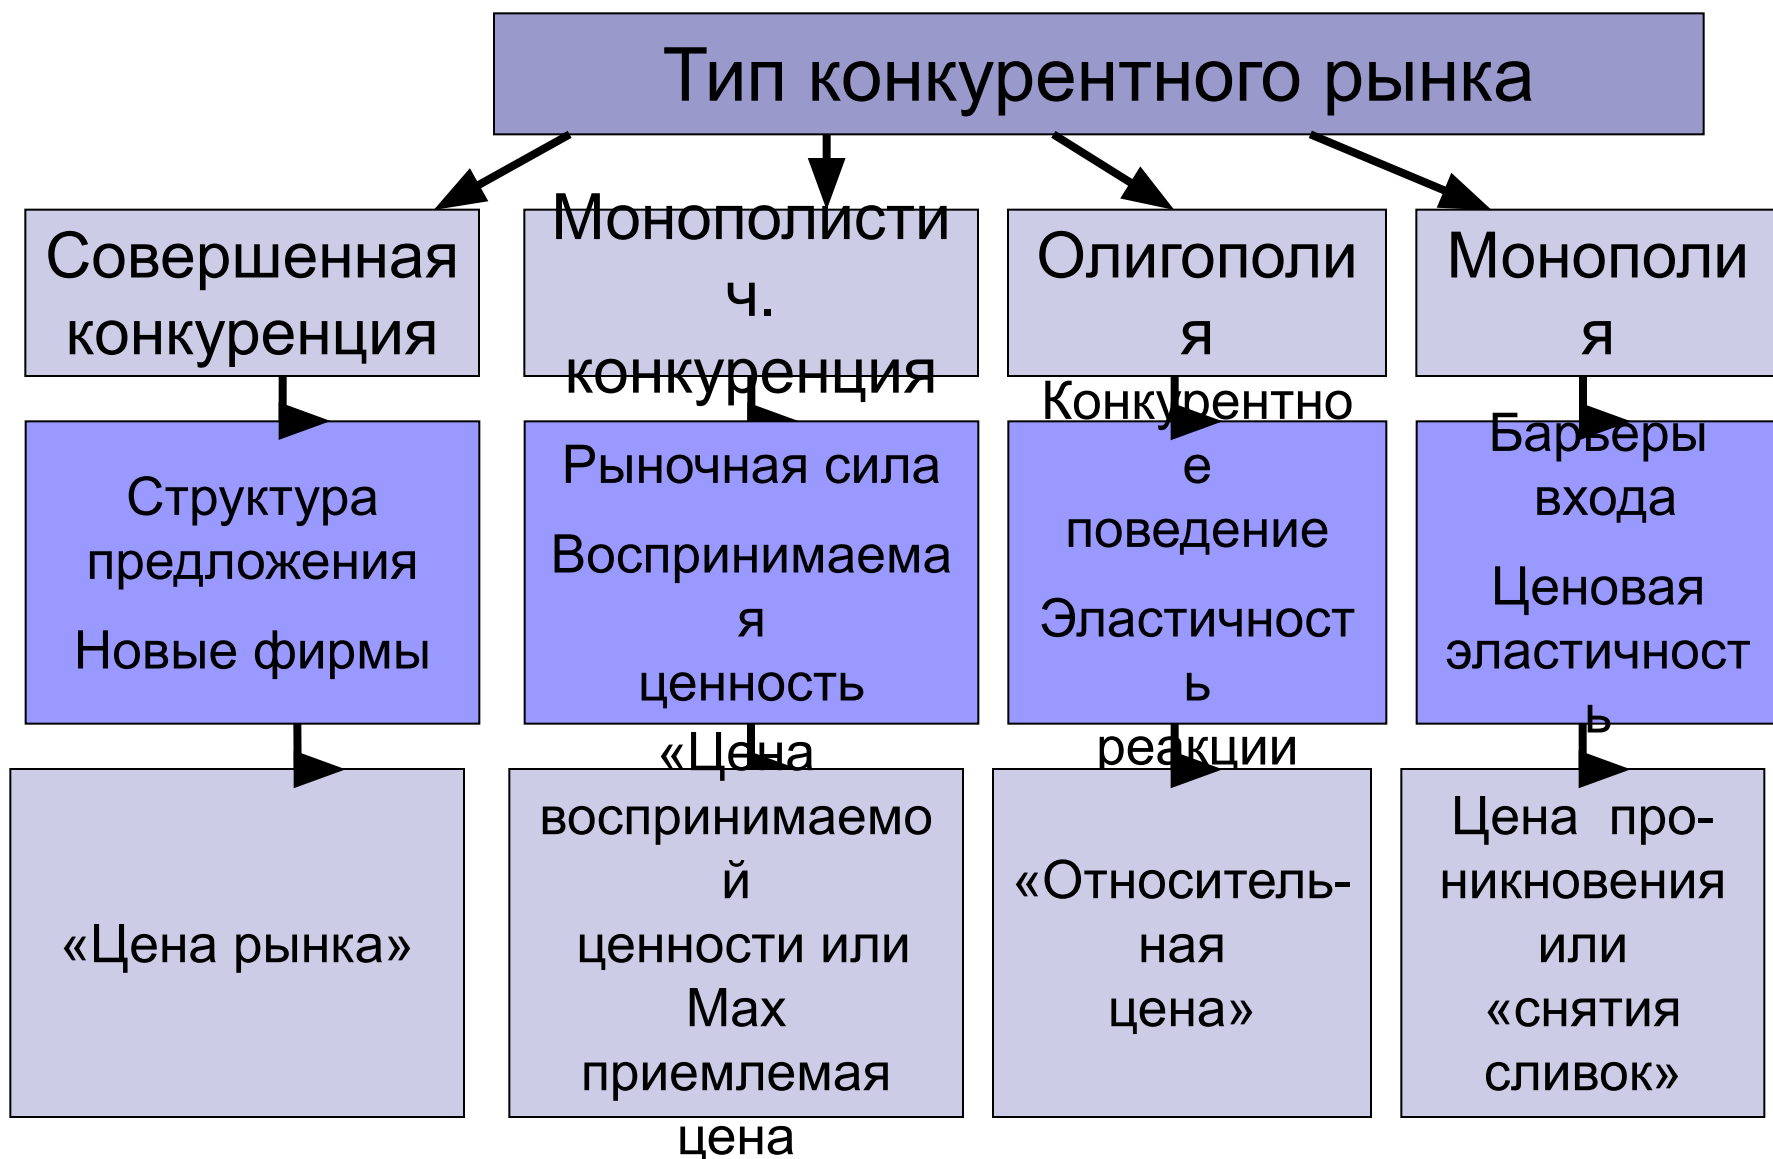 Тип конкурентного рынка
Совершенная
конкуренция
Монополисти
ч.
конкуренция
Олигополи
я
Монополи
я
Структура
предложения
Новые фирмы
Рыночная сила
Воспринимаема
я
ценность
Конкурентно
е
поведение
Эластичност
ь
реакции
Барьеры
входа
Ценовая
эластичност
ь
«Цена рынка»
«Цена
воспринимаемо
й
ценности или
Мах
приемлемая
цена
«Относитель-
ная
цена»
Цена про-
никновения
или
«снятия
сливок»